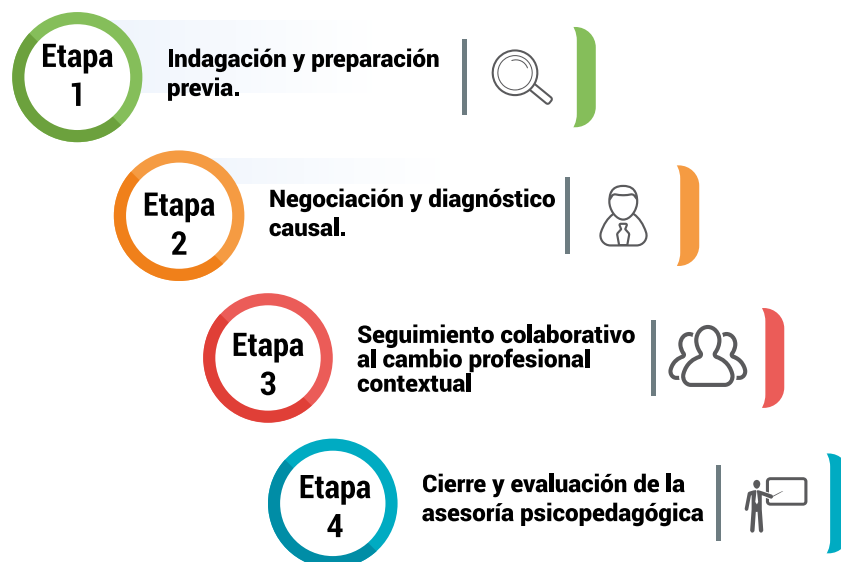 Etapa
1
Indagación y preparación
previa.
Etapa
2
Negociación y diagnóstico
causal.
Etapa
3
Seguimiento colaborativo
al cambio profesional
contextual
Etapa
4
Cierre y evaluación de la
asesoría psicopedagógica